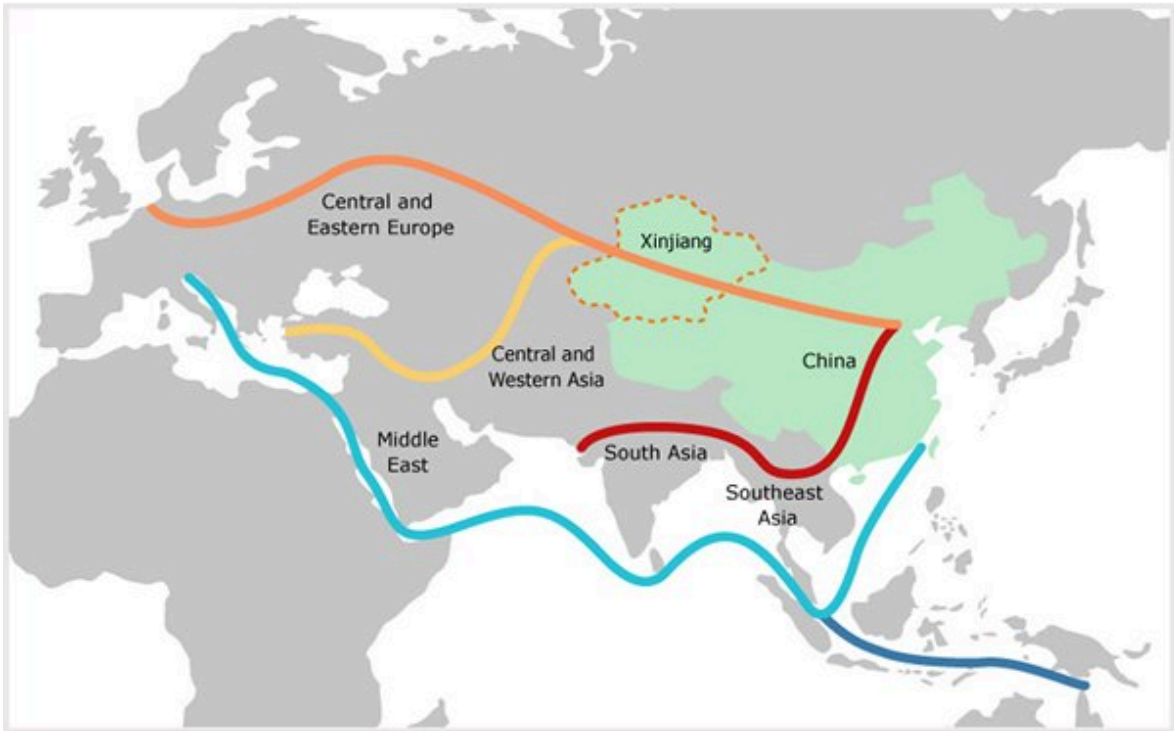 Central and
Eastern Europe
Xinjiang
Central and
Western Asia
China
Middle
East
South Asia
Southeast
Asia